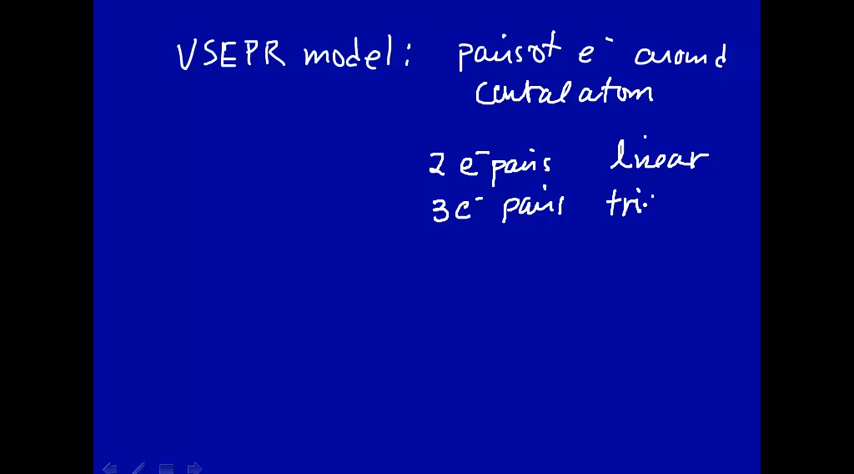 VSEPR model: pairs of e⁻ around
central atom
2 e⁻ pairs linear
3 e⁻ pairs tri